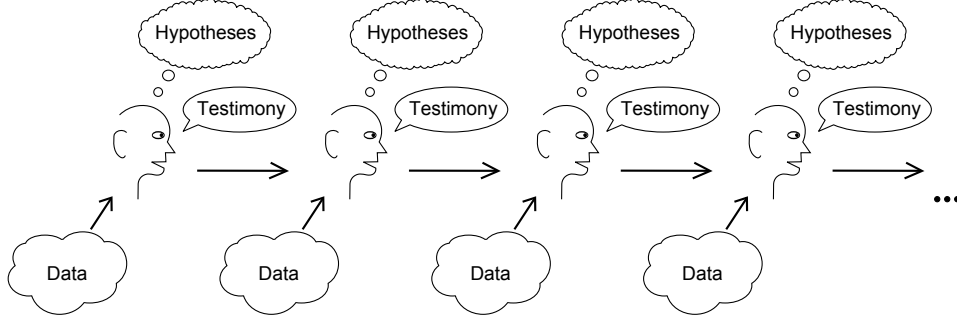 Hypotheses
Hypotheses
Hypotheses
Hypotheses
Testimony
Testimony
Testimony
Testimony
Data
Data
Data
Data
...